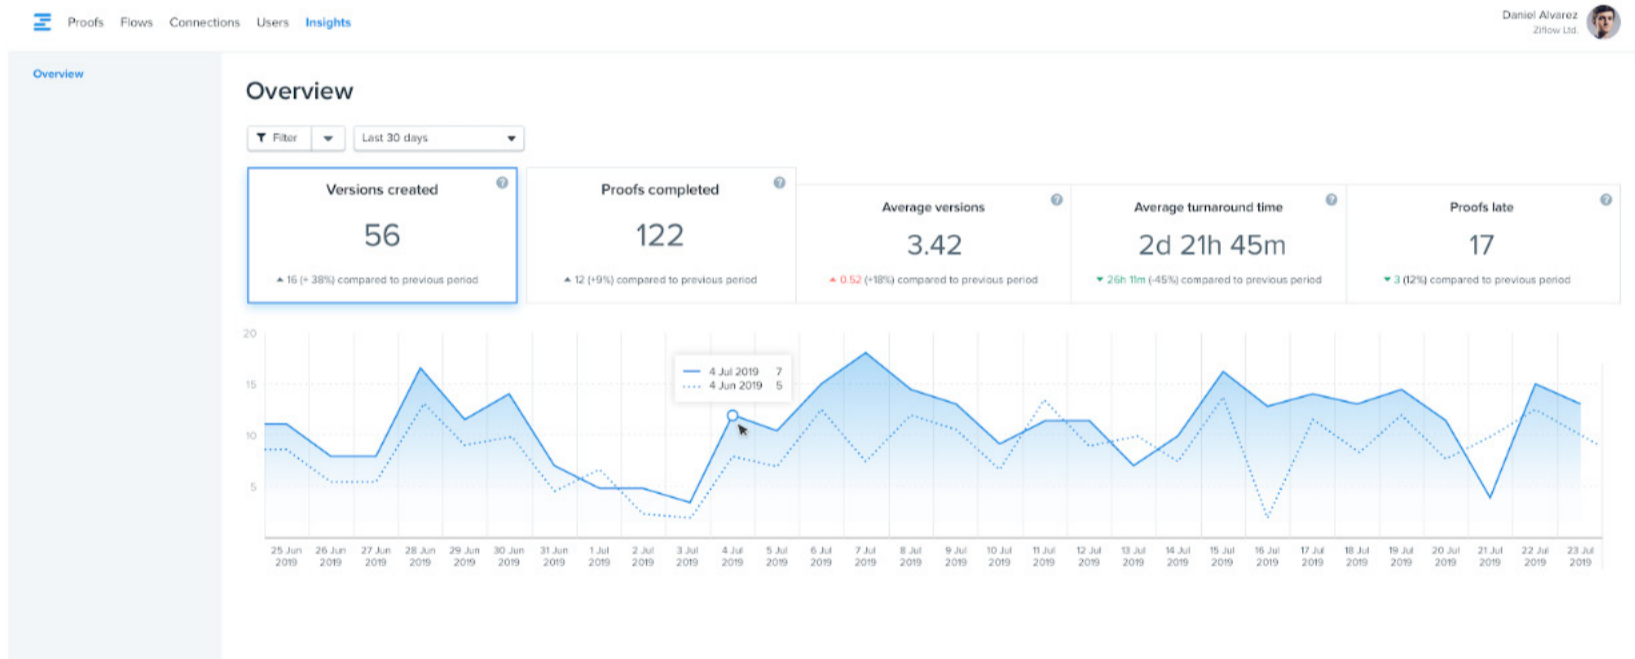 Proofs Flows Connections Users Insights
Daniel Alvarez
Ziflow Ltd.
Overview
Overview
Filter
Last 30 days
Versions created
56
16 (+ 38%) compared to previous period
Proofs completed
122
12 (+9%) compared to previous period
Average versions
3.42
0.52 (+18%) compared to previous period
Average turnaround time
2d 21h 45m
26h 11m (-45%) compared to previous period
Proofs late
17
3 (12%) compared to previous period
20
15
10
5
4 Jul 2019 7
4 Jun 2019 5
25 Jun 26 Jun 27 Jun 28 Jun 29 Jun 30 Jun 31 Jun 1 Jul 2 Jul 3 Jul 4 Jul 5 Jul 6 Jul 7 Jul 8 Jul 9 Jul 10 Jul 11 Jul 12 Jul 13 Jul 14 Jul 15 Jul 16 Jul 17 Jul 18 Jul 19 Jul 20 Jul 21 Jul 22 Jul 23 Jul
2019 2019 2019 2019 2019 2019 2019 2019 2019 2019 2019 2019 2019 2019 2019 2019 2019 2019 2019 2019 2019 2019 2019 2019 2019 2019 2019 2019 2019 2019